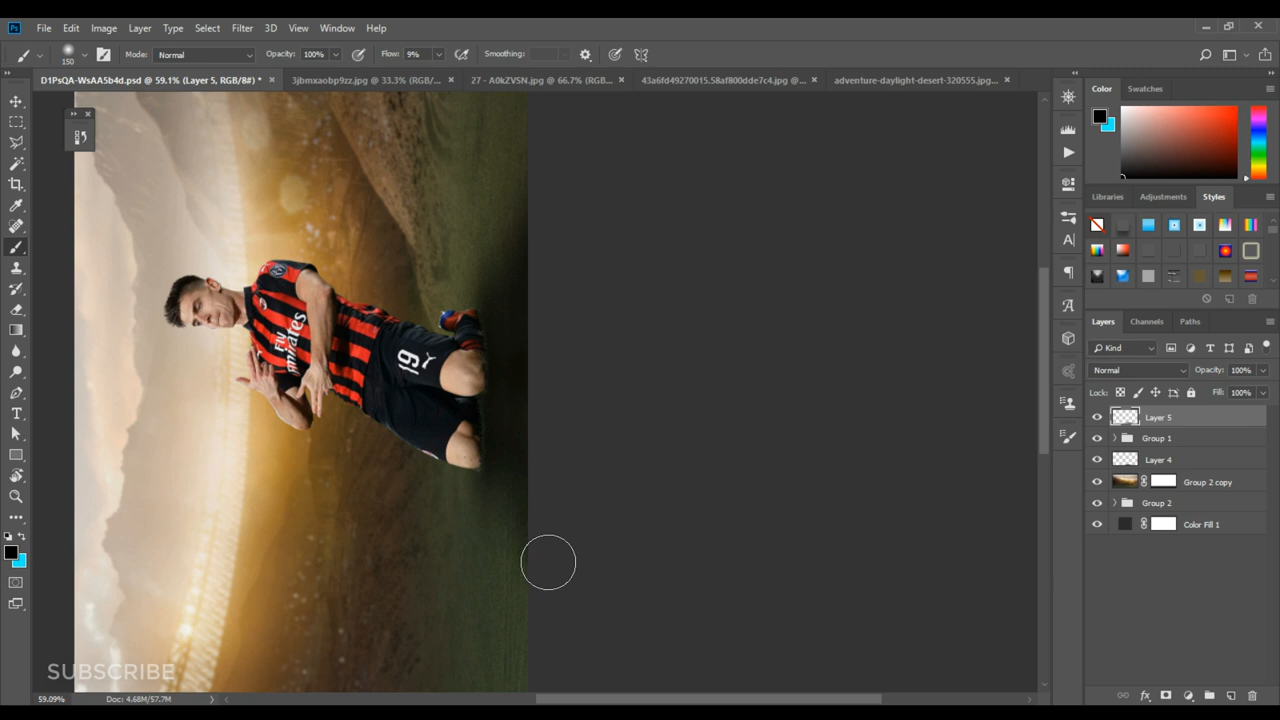 Ps File Edit Image Layer Type Select Filter 3D View Window Help
150 Mode: Normal Opacity: 100% Flow: 9% Smoothing:
D1PsQA-WsAA5b4d.psd @ 59.1% (Layer 5, RGB/8#) * 3jbmxaobp9zz.jpg @ 33.3% (RGB/... 27 - A0kZVSN.jpg @ 66.7% (RGB... 43a6fd49270015.58af800dde7c4.jpg @... adventure-daylight-desert-320555.jpg...
Color Swatches
Libraries Adjustments Styles
Layers Channels Paths
Kind
Normal Opacity: 100%
Lock: Fill: 100%
Layer 5
Group 1
Layer 4
Group 2 copy
Group 2
Color Fill 1
Fly
Emirates
19
SUBSCRIBE
59.09% Doc: 4.68M/57.7M